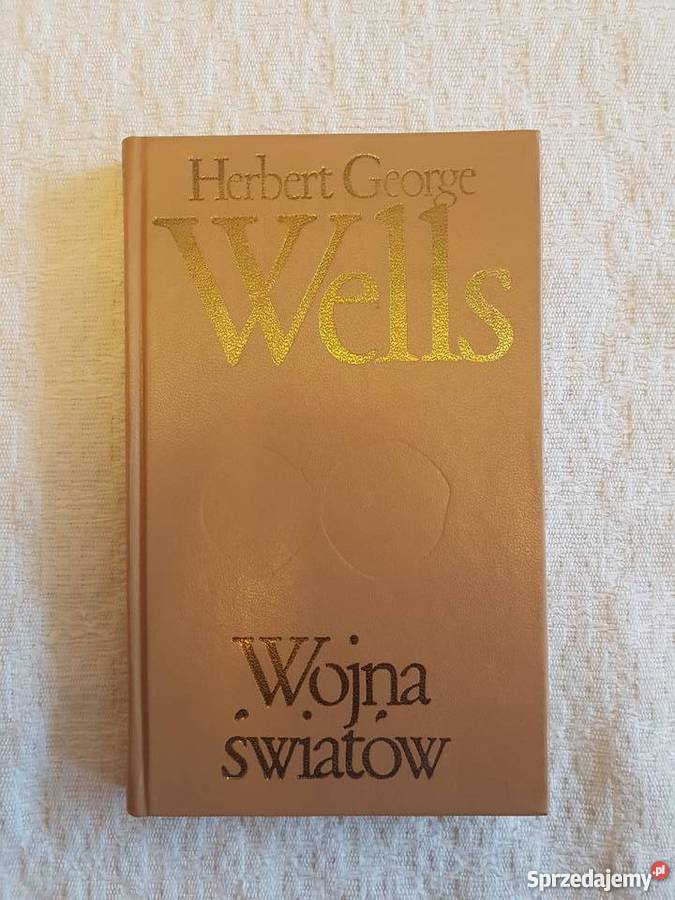 Herbert George
Wells
Wojna
światów
Sprzedajemy.pl